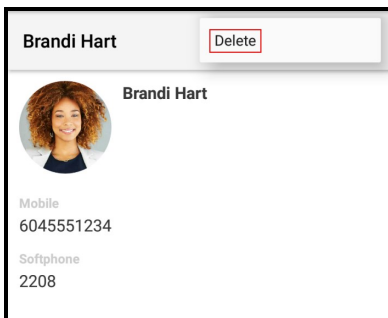 Brandi Hart
Delete
Brandi Hart
Mobile
6045551234
Softphone
2208